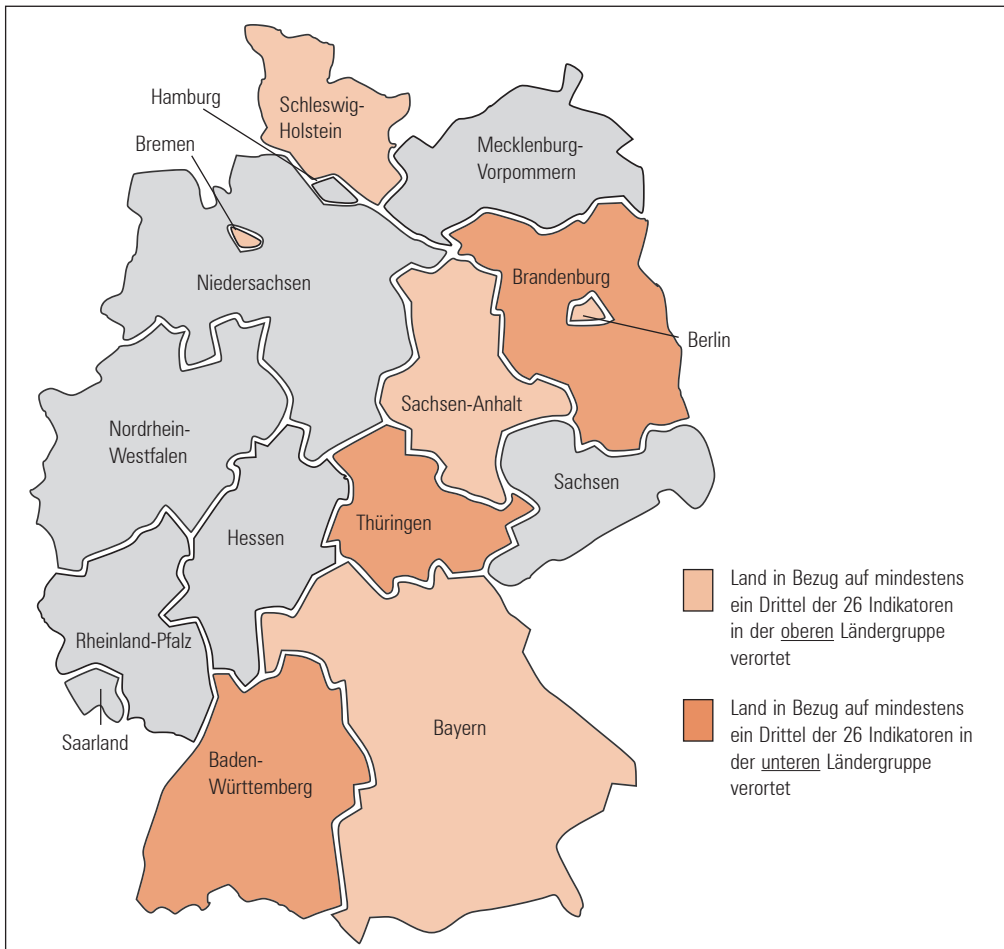 Hamburg
Schleswig-
Holstein
Bremen
Mecklenburg-
Vorpommern
Niedersachsen
Brandenburg
Berlin
Sachsen-Anhalt
Nordrhein-
Westfalen
Sachsen
Thüringen
Hessen
Rheinland-Pfalz
Saarland
Bayern
Baden-
Württemberg
Land in Bezug auf mindestens
ein Drittel der 26 Indikatoren
in der oberen Ländergruppe
verortet
Land in Bezug auf mindestens
ein Drittel der 26 Indikatoren in
der unteren Ländergruppe
verortet